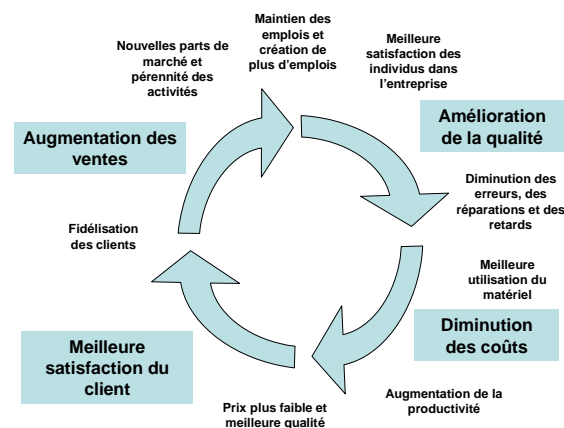 Maintien des
emplois et
création de
plus d'emplois
Meilleure
satisfaction des
individus dans
l'entreprise
Amélioration
de la qualité
Diminution des
erreurs, des
réparations et des
retards
Meilleure
utilisation du
matériel
Diminution
des coûts
Augmentation de la
productivité
Prix plus faible et
meilleure qualité
Meilleure
satisfaction du
client
Fidélisation
des clients
Augmentation des
ventes
Nouvelles parts de
marché et
pérennité des
activités